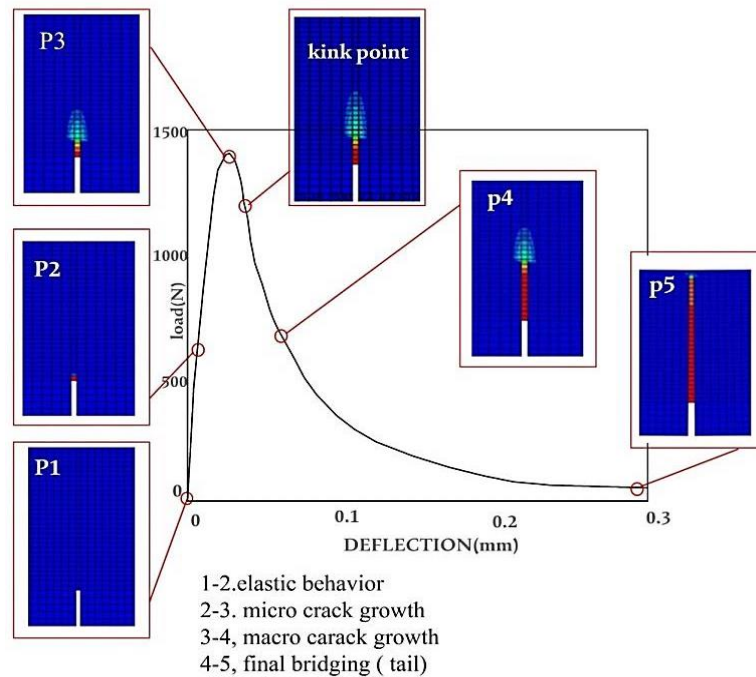 P3
kink point
1500
p4
P2
1000
load(N)
p5
500
P1
0
0
0.1
0.2
0.3
DEFLECTION(mm)
1-2.elastic behavior
2-3. micro crack growth
3-4, macro carack growth
4-5, final bridging ( tail)